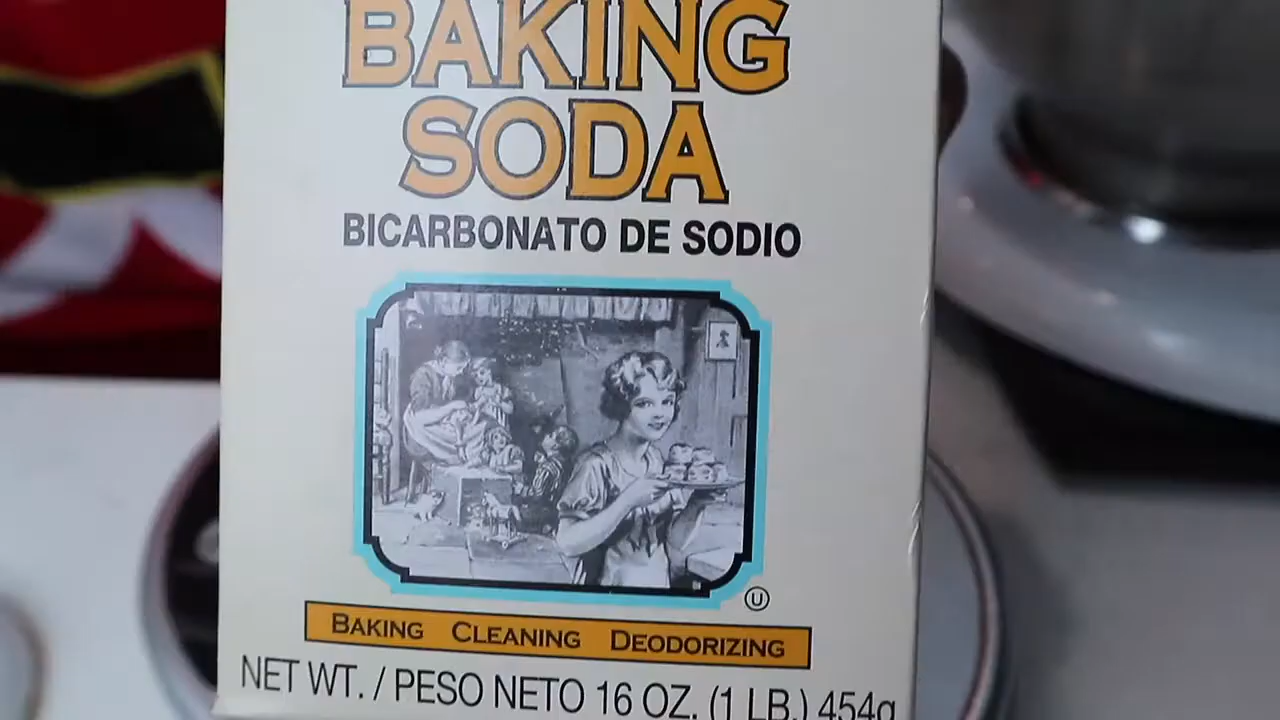 BAKING
SODA
BICARBONATO DE SODIO
U
BAKING CLEANING DEODORIZING
NET WT. / PESO NETO 16 OZ. (1 LB.) 454g